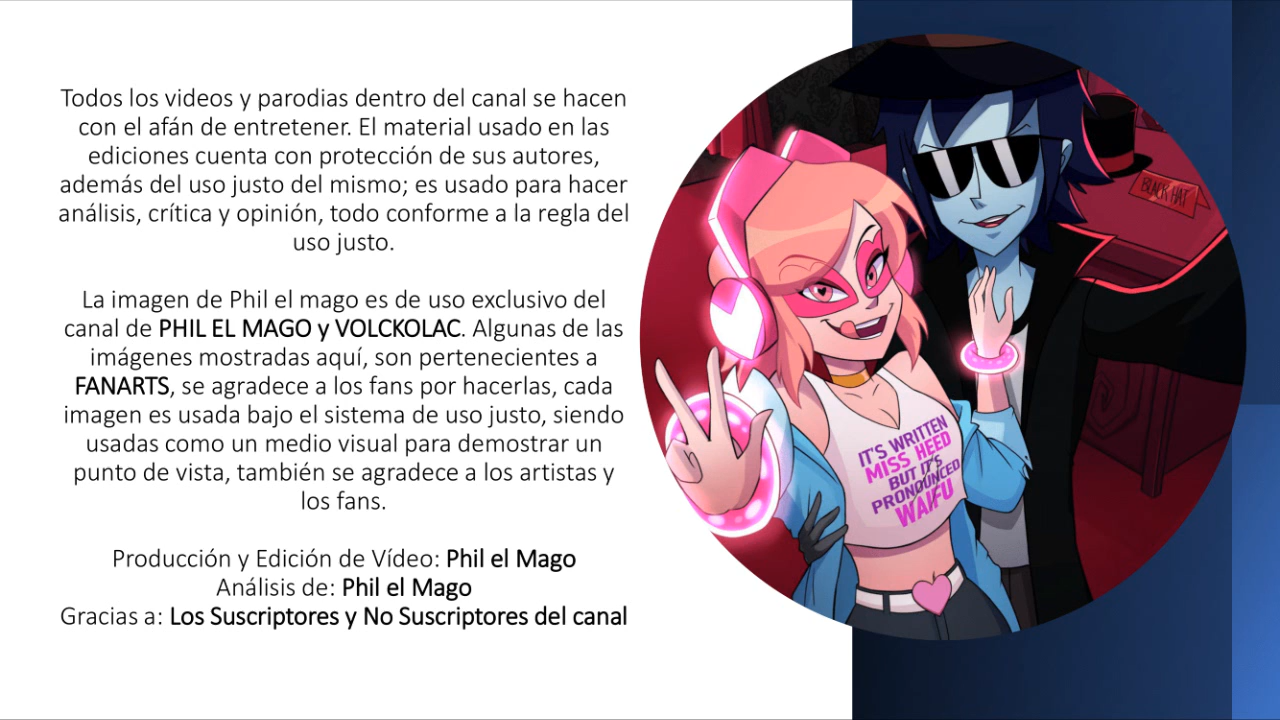 Todos los videos y parodias dentro del canal se hacen
con el afán de entretener. El material usado en las
ediciones cuenta con protección de sus autores,
además del uso justo del mismo; es usado para hacer
análisis, crítica y opinión, todo conforme a la regla del
uso justo.
La imagen de Phil el mago es de uso exclusivo del
canal de PHIL EL MAGO y VOLCKOLAC. Algunas de las
imágenes mostradas aquí, son pertenecientes a
FANARTS, se agradece a los fans por hacerlas, cada
imagen es usada bajo el sistema de uso justo, siendo
usadas como un medio visual para demostrar un
punto de vista, también se agradece a los artistas y
los fans.
Producción y Edición de Vídeo: Phil el Mago
Análisis de: Phil el Mago
Gracias a: Los Suscriptores y No Suscriptores del canal
BLACK HAT
IT'S WRITTEN
MISS HEED
BUT IT'S
PRONOUNCED
WAIFU